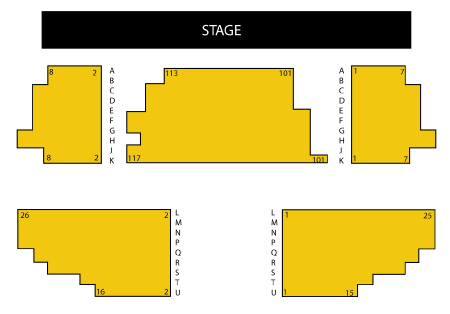 STAGE
8 2 A 113 101 A 1 7
B B
C C
D D
E E
F F
G G
H H
J J
8 2 K 117 101 K 1 7
26 2 L L 1 25
M M
N N
P P
Q Q
R R
S S
T T
16 2 U U 1 15